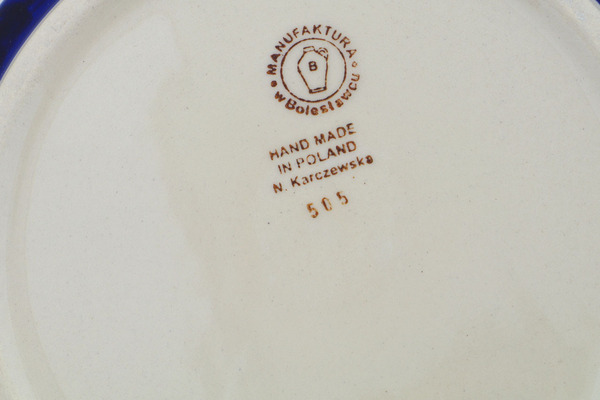 MANUFAKTURA
B
w Bolesławcu
HAND MADE
IN POLAND
N. Karczewska
505